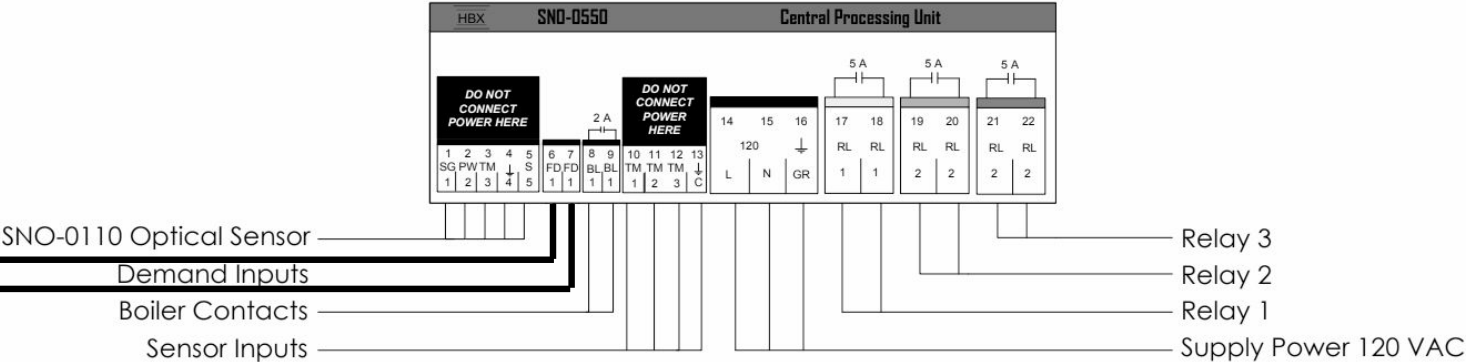 HBX SNO-0550 Central Processing Unit
5 A 5 A 5 A
DO NOT
CONNECT
POWER HERE
DO NOT
CONNECT
POWER
HERE
2 A
14 15 16 17 18 19 20 21 22
120 RL RL RL RL RL RL
1 2 3 4 5 6 7 8 9 10 11 12 13
SG PW TM S FD FD BL BL TM TM TM
L N GR 1 1 2 2 2 2
1 2 3 4 5 1 1 1 1 1 2 3 C
SNO-0110 Optical Sensor
Demand Inputs
Boiler Contacts
Sensor Inputs
Relay 3
Relay 2
Relay 1
Supply Power 120 VAC